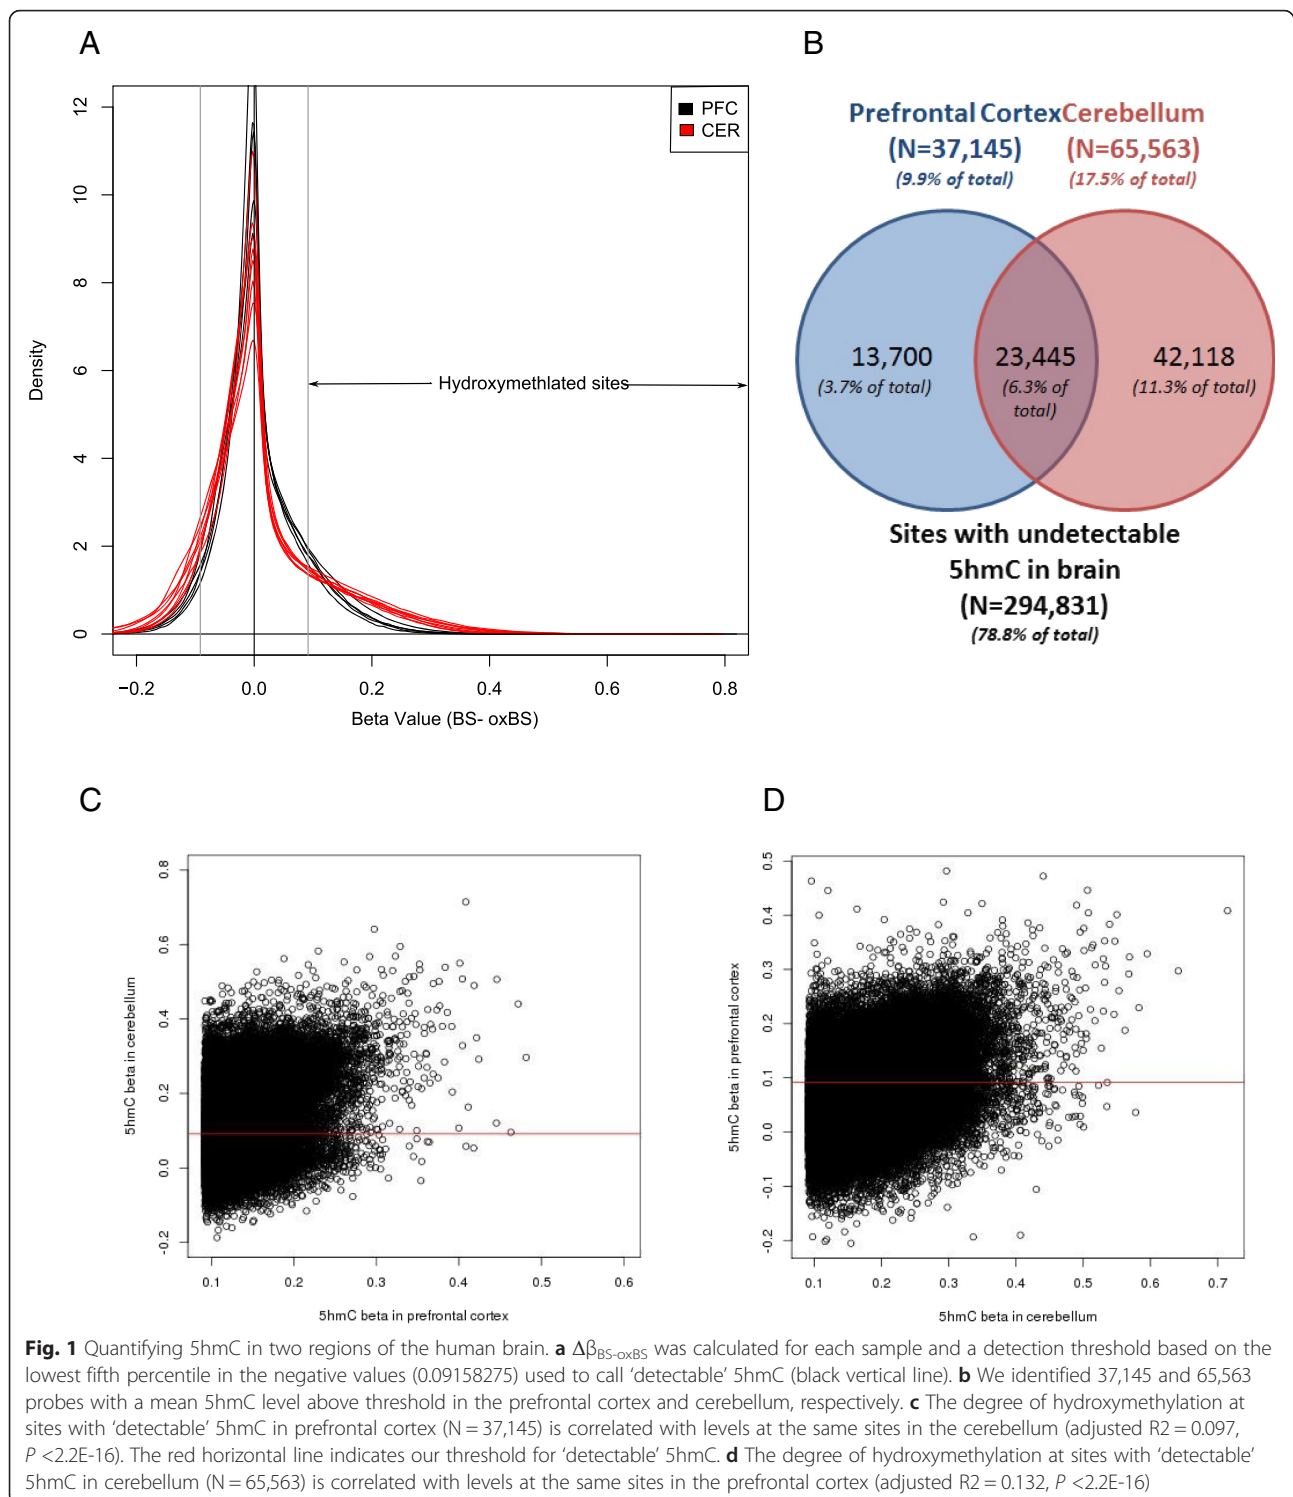 A
12
10
8
6
4
2
0
Density
PFC
CER
Hydroxymethlated sites
−0.2 0.0 0.2 0.4 0.6 0.8
Beta Value (BS- oxBS)
B
Prefrontal Cortex Cerebellum
(N=37,145) (N=65,563)
(9.9% of total) (17.5% of total)
13,700 23,445 42,118
(3.7% of total) (6.3% of (11.3% of total)
total)
Sites with undetectable
5hmC in brain
(N=294,831)
(78.8% of total)
C
0.8
0.6
0.4
0.2
0.0
-0.2
5hmC beta in cerebellum
0.1 0.2 0.3 0.4 0.5 0.6
5hmC beta in prefrontal cortex
D
0.5
0.4
0.3
0.2
0.1
0.0
-0.1
-0.2
5hmC beta in prefrontal cortex
0.1 0.2 0.3 0.4 0.5 0.6 0.7
5hmC beta in cerebellum
Fig. 1 Quantifying 5hmC in two regions of the human brain. a ΔβBS-oxBS was calculated for each sample and a detection threshold based on the
lowest fifth percentile in the negative values (0.09158275) used to call ‘detectable’ 5hmC (black vertical line). b We identified 37,145 and 65,563
probes with a mean 5hmC level above threshold in the prefrontal cortex and cerebellum, respectively. c The degree of hydroxymethylation at
sites with ‘detectable’ 5hmC in prefrontal cortex (N = 37,145) is correlated with levels at the same sites in the cerebellum (adjusted R2 = 0.097,
P <2.2E-16). The red horizontal line indicates our threshold for ‘detectable’ 5hmC. d The degree of hydroxymethylation at sites with ‘detectable’
5hmC in cerebellum (N = 65,563) is correlated with levels at the same sites in the prefrontal cortex (adjusted R2 = 0.132, P <2.2E-16)